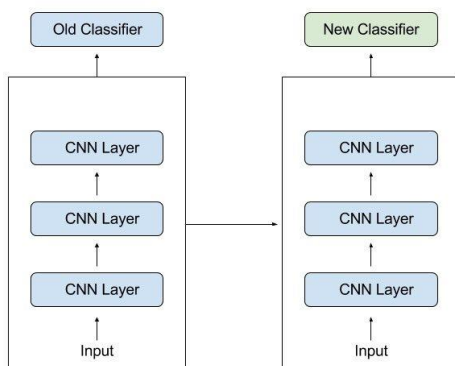 Old Classifier
CNN Layer
CNN Layer
CNN Layer
Input
New Classifier
CNN Layer
CNN Layer
CNN Layer
Input